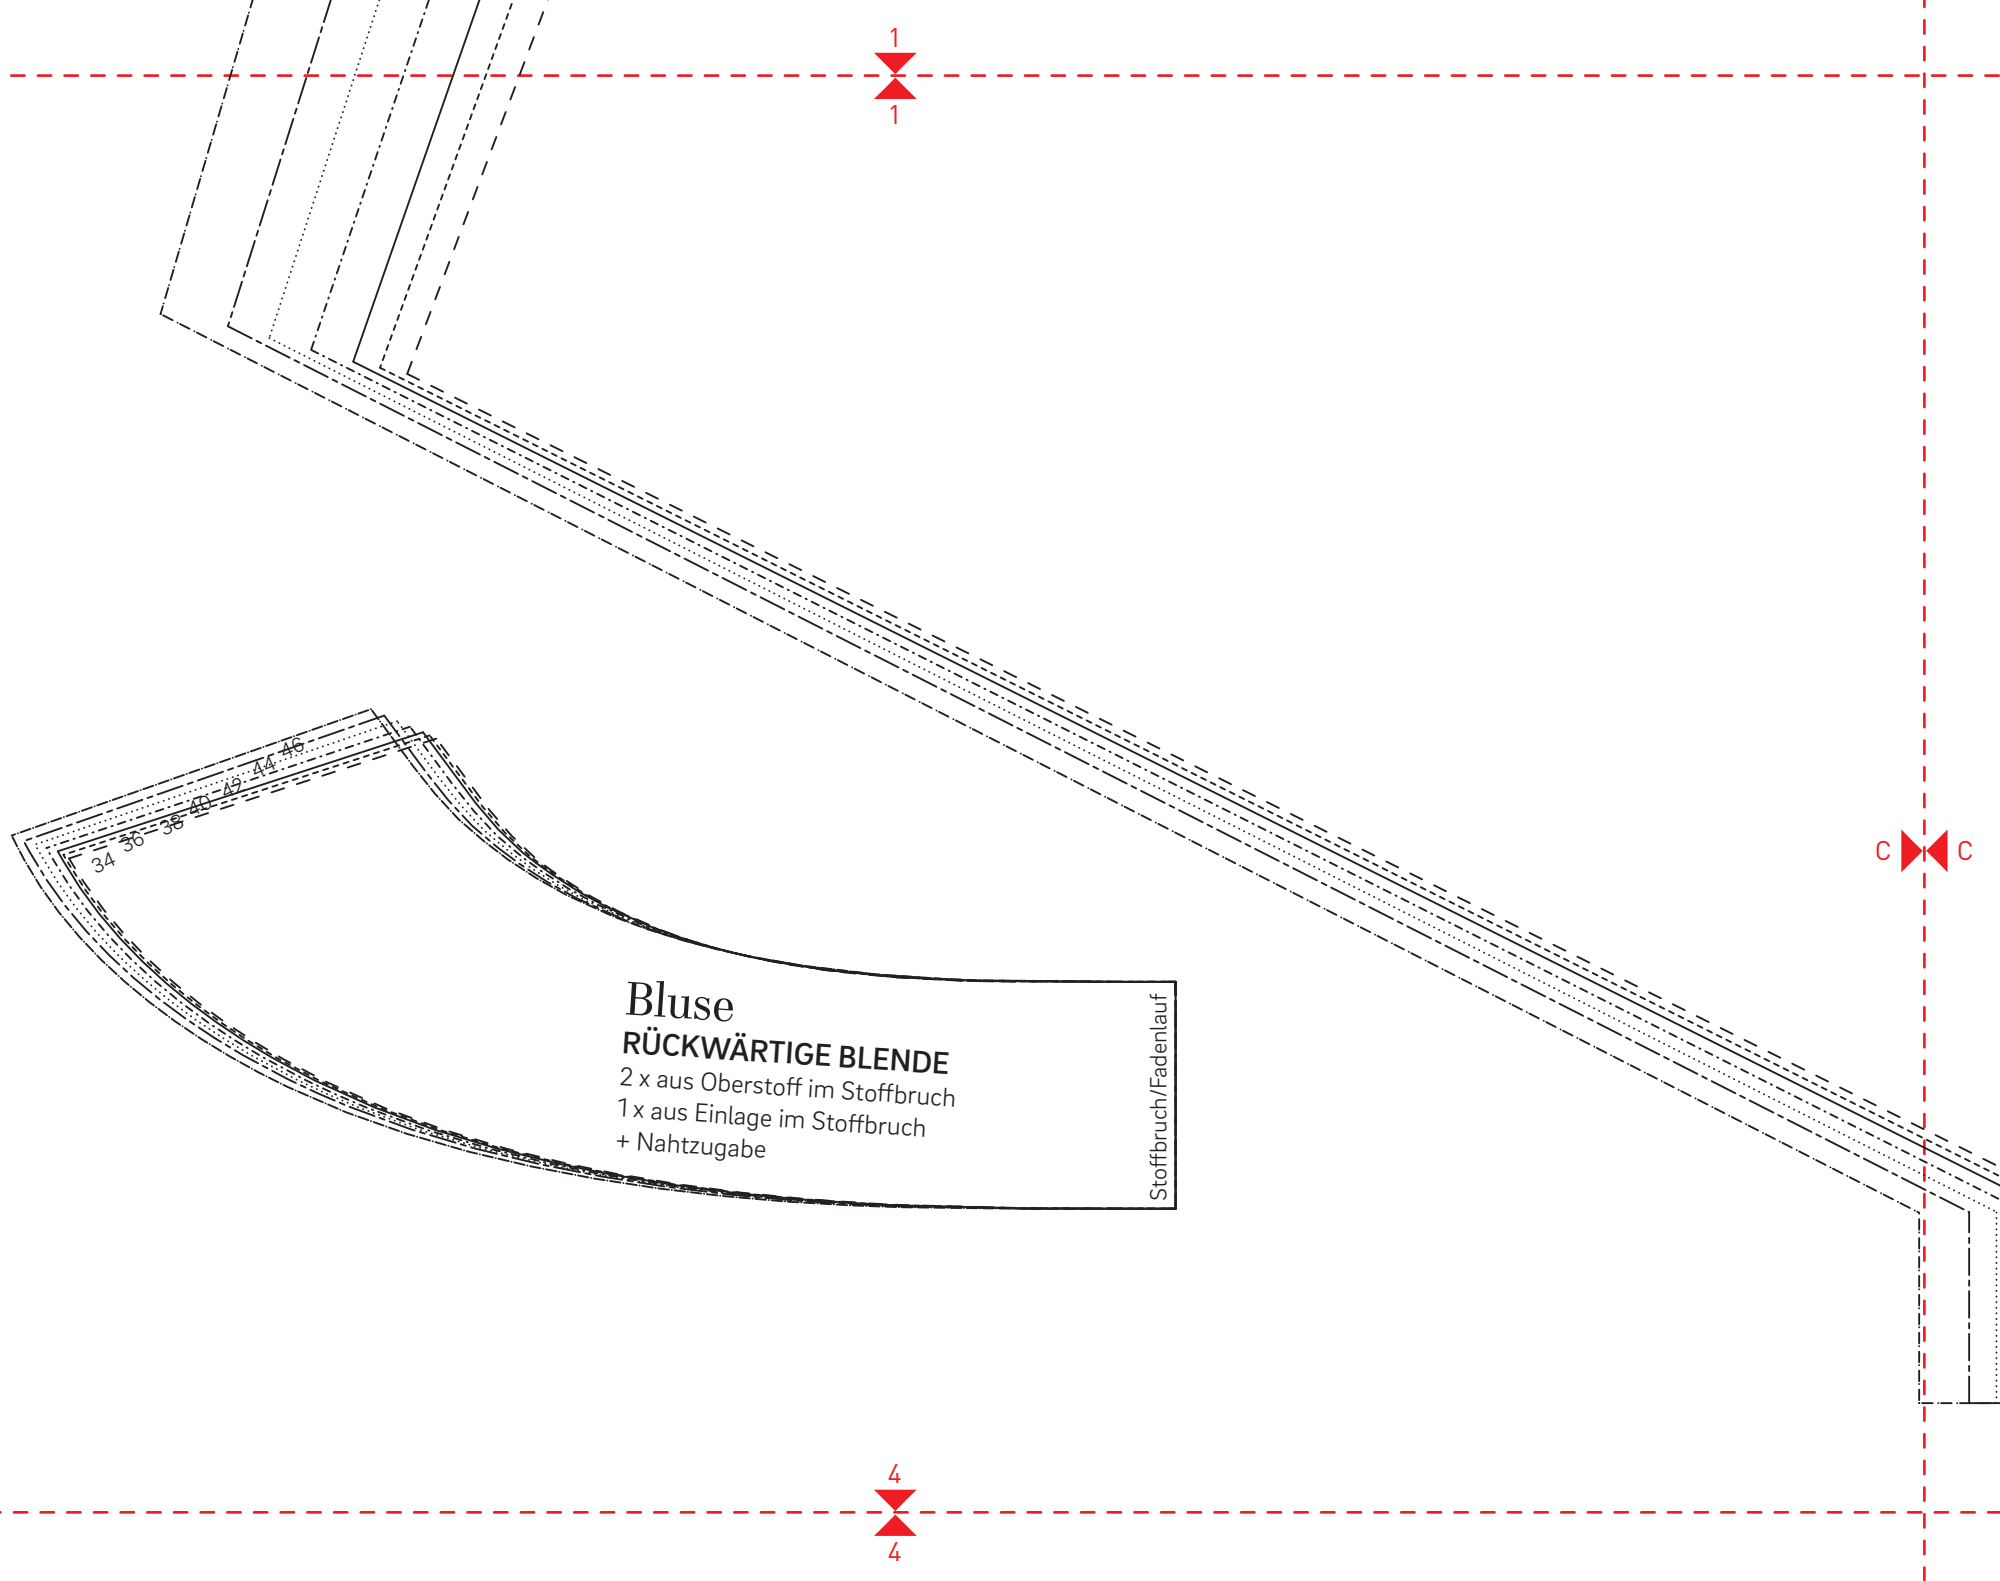 1
1
46
44
42
40
38
36
34
C C
Bluse
RÜCKWÄRTIGE BLENDE
2 x aus Oberstoff im Stoffbruch
1 x aus Einlage im Stoffbruch
+ Nahtzugabe
Stoffbruch/Fadenlauf
4
4